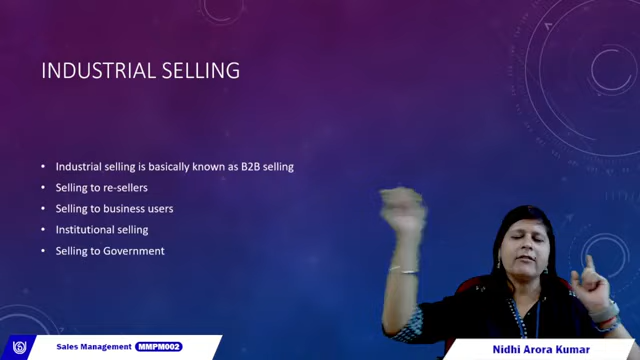 INDUSTRIAL SELLING
• Industrial selling is basically known as B2B selling
• Selling to re-sellers
• Selling to business users
• Institutional selling
• Selling to Government
Sales Management MMPM002
Nidhi Arora Kumar